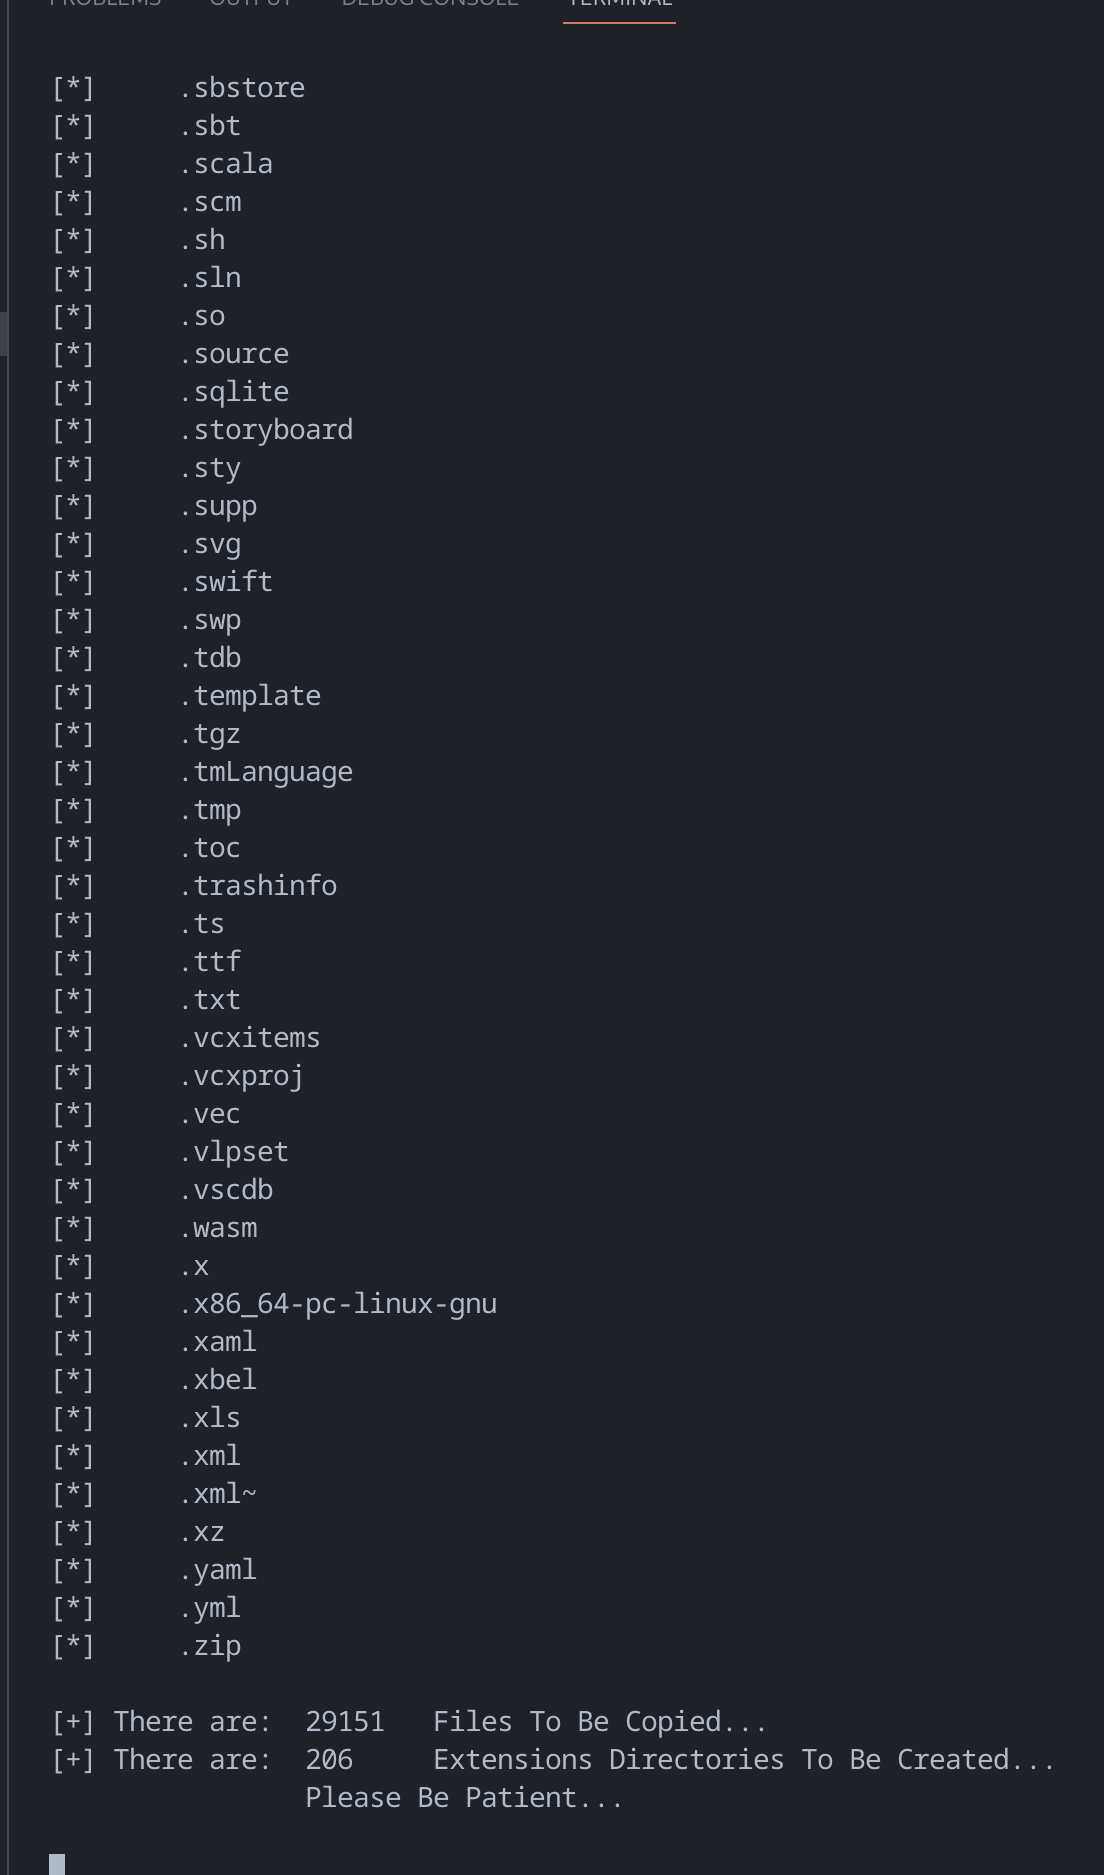 PROBLEMS OUTPUT DEBUG CONSOLE TERMINAL
[*] .sbstore
[*] .sbt
[*] .scala
[*] .scm
[*] .sh
[*] .sln
[*] .so
[*] .source
[*] .sqlite
[*] .storyboard
[*] .sty
[*] .supp
[*] .svg
[*] .swift
[*] .swp
[*] .tdb
[*] .template
[*] .tgz
[*] .tmLanguage
[*] .tmp
[*] .toc
[*] .trashinfo
[*] .ts
[*] .ttf
[*] .txt
[*] .vcxitems
[*] .vcxproj
[*] .vec
[*] .vlpset
[*] .vscdb
[*] .wasm
[*] .x
[*] .x86_64-pc-linux-gnu
[*] .xaml
[*] .xbel
[*] .xls
[*] .xml
[*] .xml~
[*] .xz
[*] .yaml
[*] .yml
[*] .zip
[+] There are: 29151 Files To Be Copied...
[+] There are: 206 Extensions Directories To Be Created...
Please Be Patient...